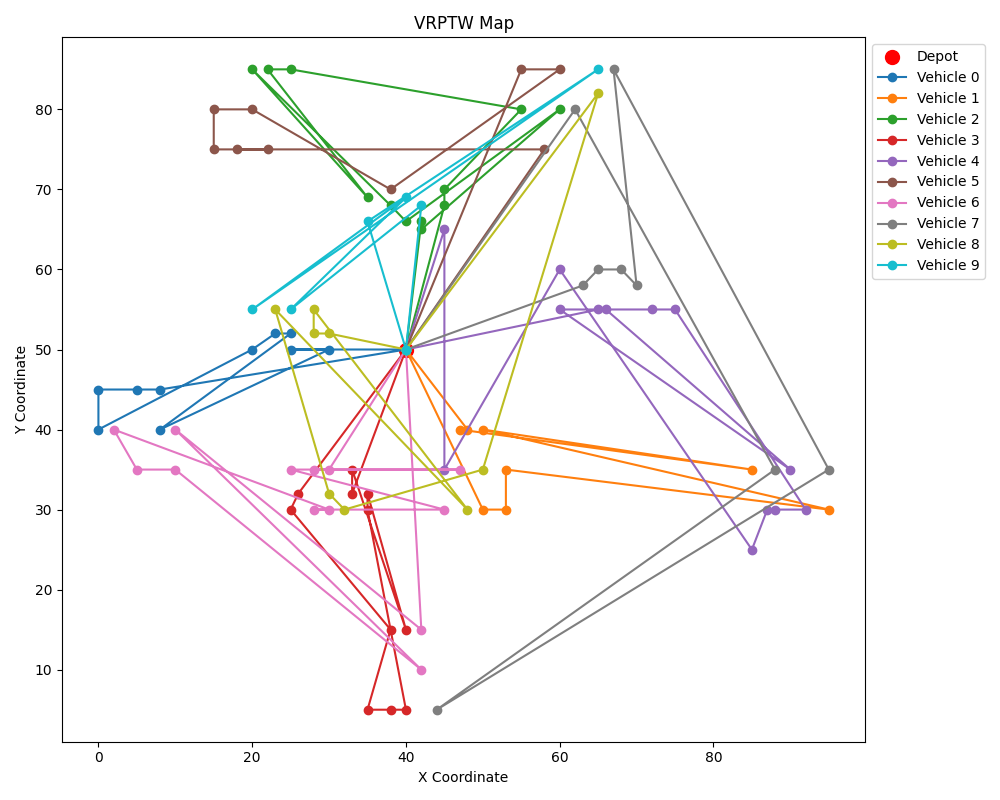 VRPTW Map
Depot
Vehicle 0
Vehicle 1
Vehicle 2
Vehicle 3
Vehicle 4
Vehicle 5
Vehicle 6
Vehicle 7
Vehicle 8
Vehicle 9
Y Coordinate
80
70
60
50
40
30
20
10
0
20
40
60
80
X Coordinate